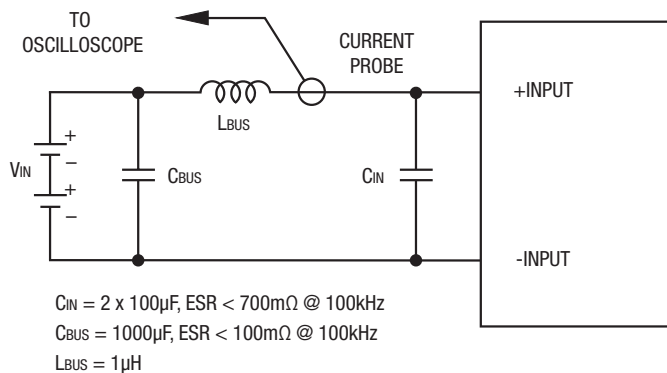 TO
OSCILLOSCOPE
CURRENT
PROBE
+INPUT
LBUS
VIN
+
−
+
−
CBUS
CIN
-INPUT
CIN = 2 x 100µF, ESR < 700mΩ @ 100kHz
CBUS = 1000µF, ESR < 100mΩ @ 100kHz
LBUS = 1µH